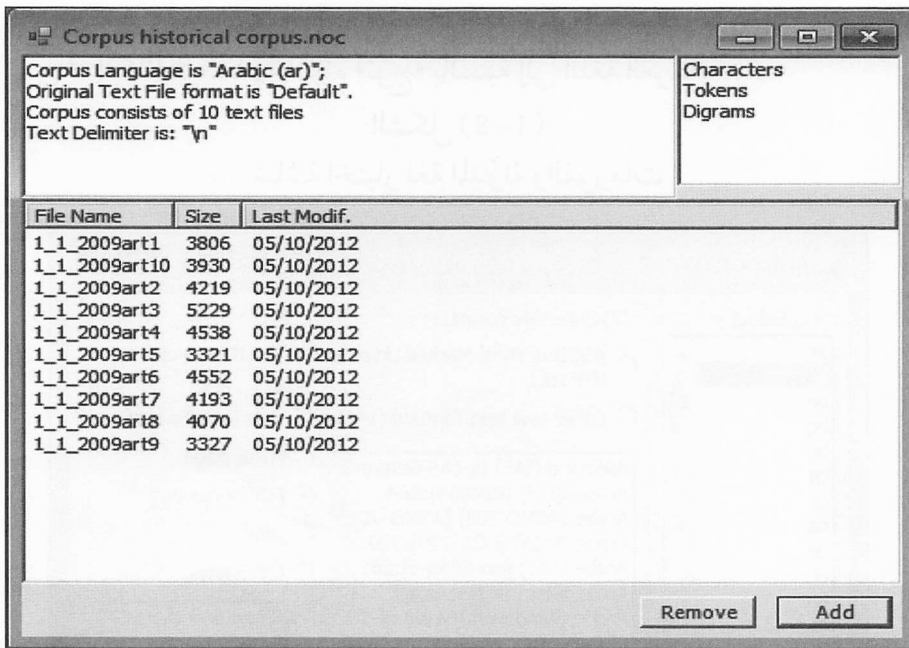 Corpus historical corpus.noc
Corpus Language is "Arabic (ar)";
Original Text File format is "Default".
Corpus consists of 10 text files
Text Delimiter is: "\n"
Characters
Tokens
Digrams
File Name Size Last Modif.
1_1_2009art1 3806 05/10/2012
1_1_2009art10 3930 05/10/2012
1_1_2009art2 4219 05/10/2012
1_1_2009art3 5229 05/10/2012
1_1_2009art4 4538 05/10/2012
1_1_2009art5 3321 05/10/2012
1_1_2009art6 4552 05/10/2012
1_1_2009art7 4193 05/10/2012
1_1_2009art8 4070 05/10/2012
1_1_2009art9 3327 05/10/2012
Remove Add